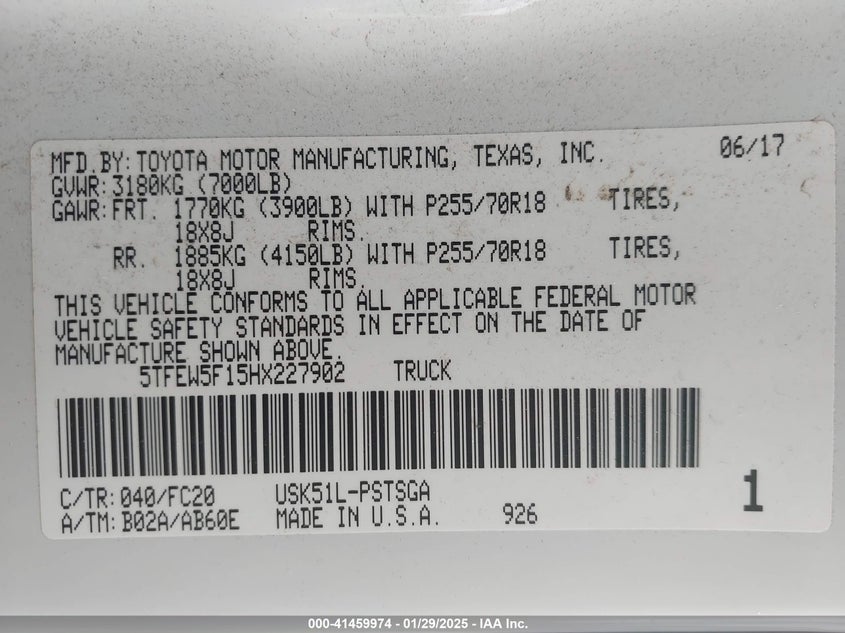 MFD BY: TOYOTA MOTOR MANUFACTURING, TEXAS, INC. 06/17
GVWR: 3180KG (7000LB)
GAWR: FRT. 1770KG (3900LB) WITH P255/70R18 TIRES,
18X8J RIMS.
RR. 1885KG (4150LB) WITH P255/70R18 TIRES,
18X8J RIMS.
THIS VEHICLE CONFORMS TO ALL APPLICABLE FEDERAL MOTOR
VEHICLE SAFETY STANDARDS IN EFFECT ON THE DATE OF
MANUFACTURE SHOWN ABOVE.
5TFEW5F15HX227902 TRUCK
C/TR: 040/FC20 USK51L-PSTSGA 1
A/TM: B02A/AB60E MADE IN U.S.A. 926
000-41459974 - 01/29/2025 - IAA Inc.